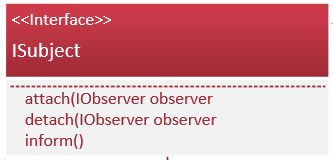 <<Interface>>
ISubject
attach(IObserver observer
detach(IObserver observer
inform()